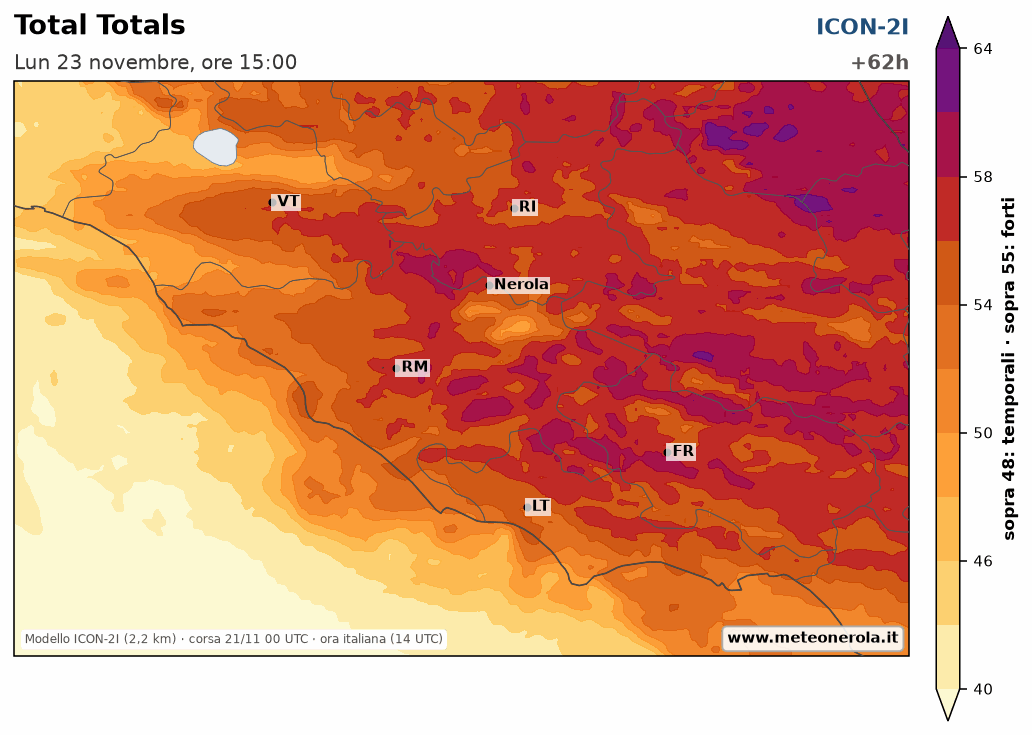 Total Totals
ICON-2I
Lun 23 novembre, ore 15:00
+62h
64
58
54
50
46
40
sopra 48: temporali · sopra 55: forti
VT
RI
Nerola
RM
FR
LT
Modello ICON-2I (2,2 km) · corsa 21/11 00 UTC · ora italiana (14 UTC)
www.meteonerola.it